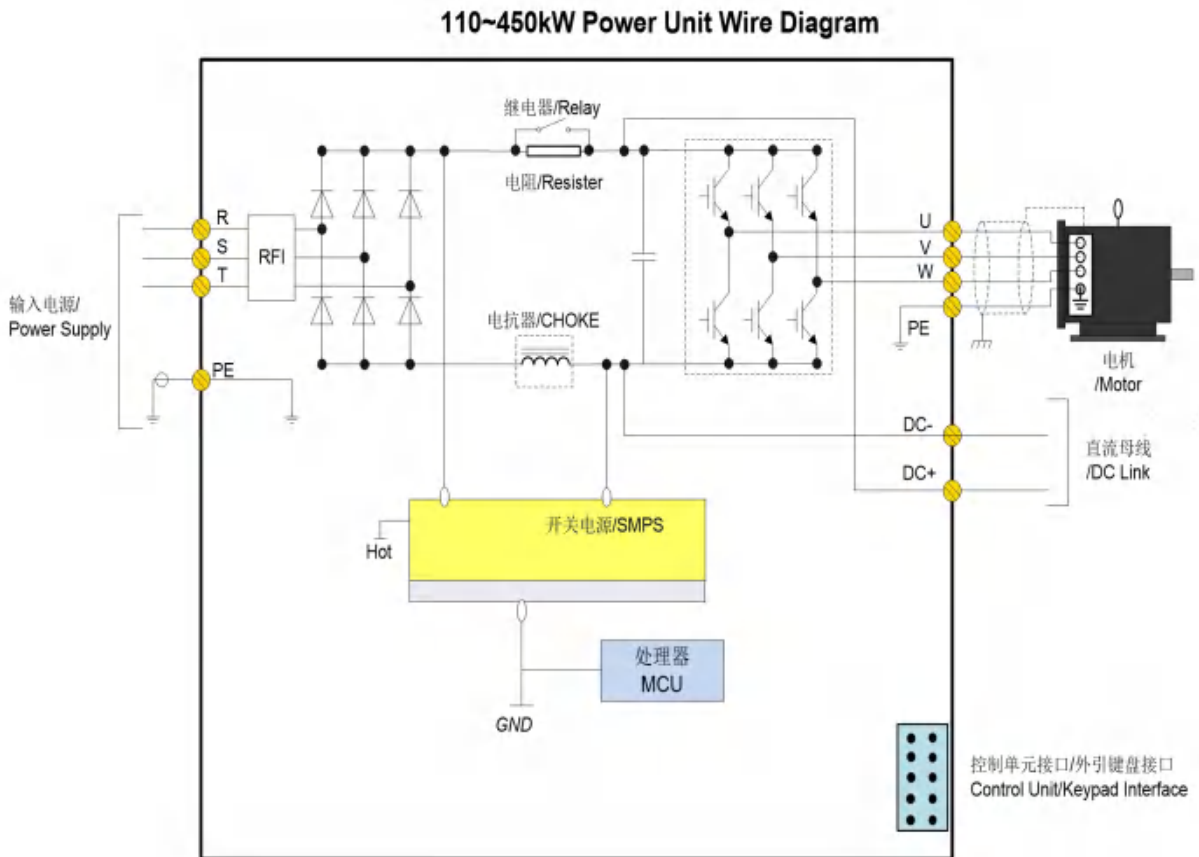 110~450kW Power Unit Wire Diagram
继电器/Relay
电阻/Resister
R
S
T
RFI
U
V
W
PE
输入电源/
Power Supply
PE
电抗器/CHOKE
电机
/Motor
DC-
DC+
直流母线
/DC Link
开关电源/SMPS
Hot
处理器
MCU
GND
控制单元接口/外引键盘接口
Control Unit/Keypad Interface